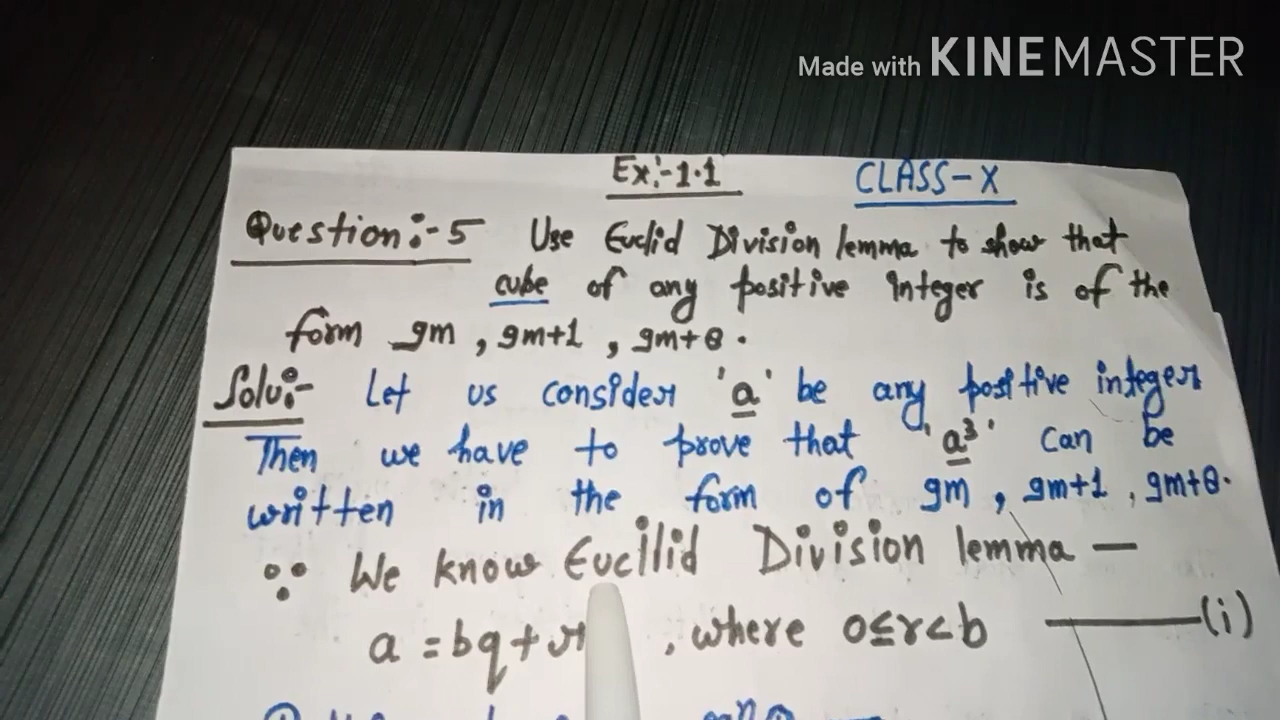 Made with KINEMASTER
Ex:-1.1 CLASS-X
Question:-5 Use Euclid Division lemma to show that
cube of any positive integer is of the
form 9m, 9m+1, 9m+8.
Solu:- Let us consider 'a' be any positive integer
Then we have to prove that 'a³' can be
written in the form of 9m, 9m+1, 9m+8.
∵ We know Eucilid Division lemma —
a = bq + r , where 0≤r<b ——(i)